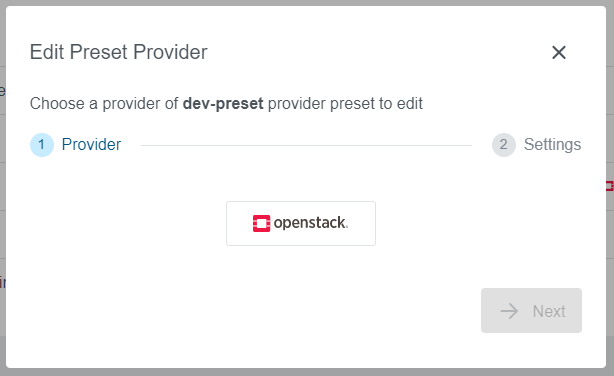 Edit Preset Provider
Choose a provider of dev-preset provider preset to edit
1 Provider
2 Settings
openstack.
Next